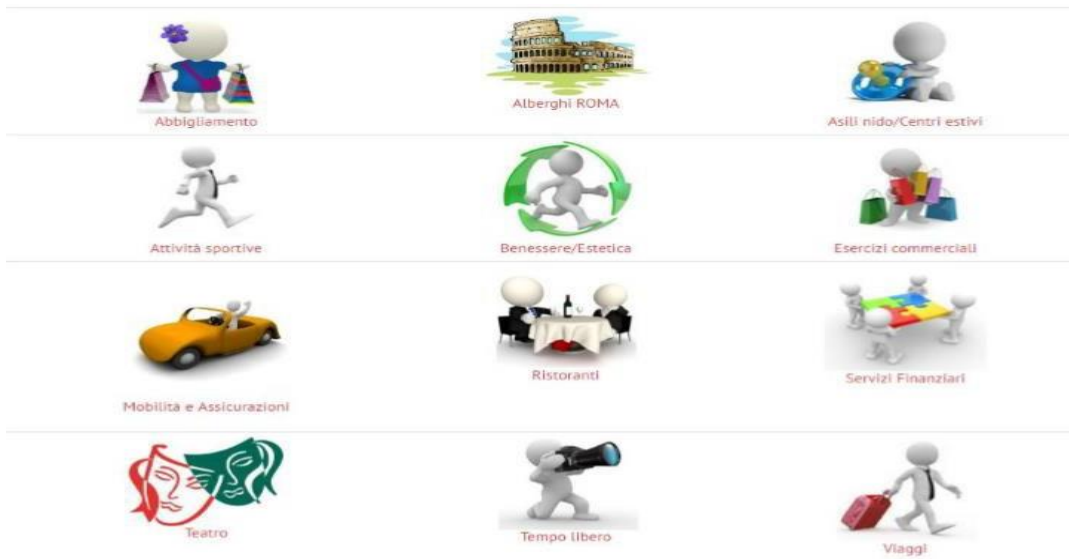 Abbigliamento
Alberghi ROMA
Asili nido/Centri estivi
Attività sportive
Benessere/Estetica
Esercizi commerciali
Mobilità e Assicurazioni
Ristoranti
Servizi Finanziari
Teatro
Tempo libero
Viaggi